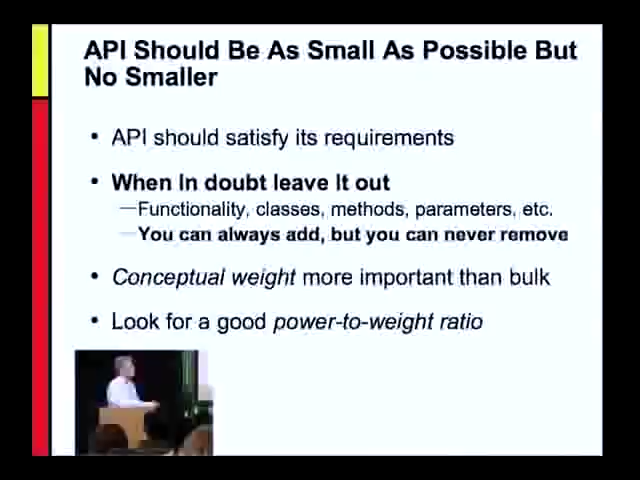 API Should Be As Small As Possible But
No Smaller
• API should satisfy its requirements
• When in doubt leave it out
—Functionality, classes, methods, parameters, etc.
—You can always add, but you can never remove
• Conceptual weight more important than bulk
• Look for a good power-to-weight ratio